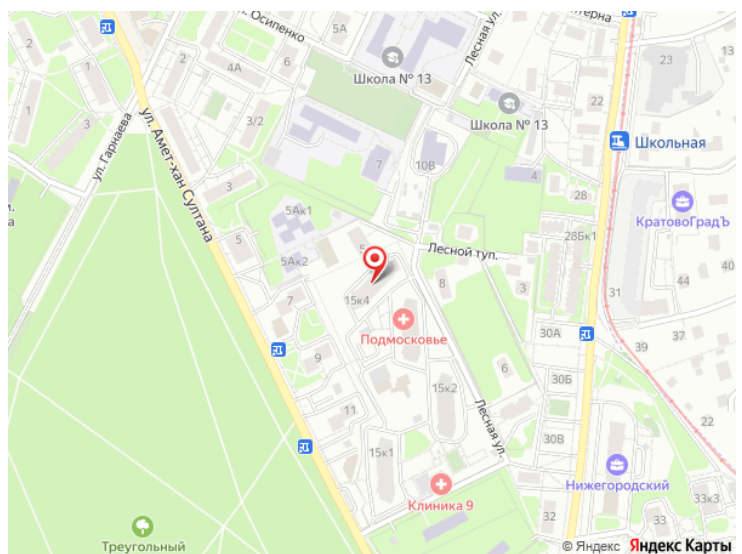 ул. Осипенко
5А
Лесная ул.
2
2
4А
6
Школа № 13
23
13
1
1
3
3/2
7
10В
Школа № 13
22
Школьная
ул. Гарнаева
ул. Амет-хан Султана
3
4
28
КратовоГрадЪ
5Ак1
5
5Ак2
Лесной туп.
28Бк1
40
44
7
15к4
8
3
31
30А
37
39
Подмосковье
9
11
15к2
6
30Б
22
Лесная ул.
15к1
30В
Клиника 9
Нижегородский
32
33
33к3
Треугольный
© Яндекс Яндекс Карты